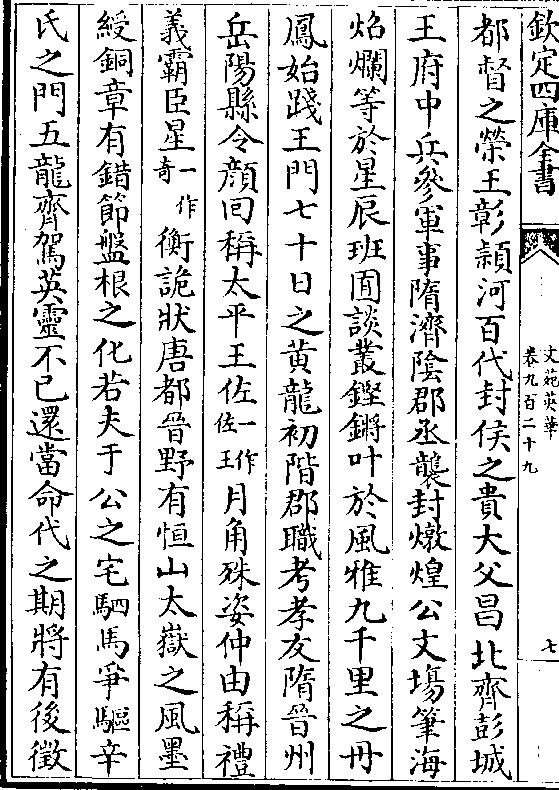 欽定四庫全書
文苑英華
卷九百二十九
七
都督之榮王彰潁河百代封侯之貴大父昌北齊彭城
王府中兵參軍事隋濟陰郡丞襲封燉煌公文場筆海
焰爛等於星辰班固談叢鏗鏘叶於風雅九千里之丹
鳳始踐王門七十日之黄龍初階郡職考孝友隋晉州
岳陽縣令顔回稱太平王佐一作佐王月角殊姿仲由稱禮
義霸臣星一作奇衡詭狀唐都晉野有恒山太嶽之風墨
綬銅章有錯節盤根之化若夫于公之宅駟馬爭驅辛
氏之門五龍齊駕英靈不已還當命代之期將有後徵